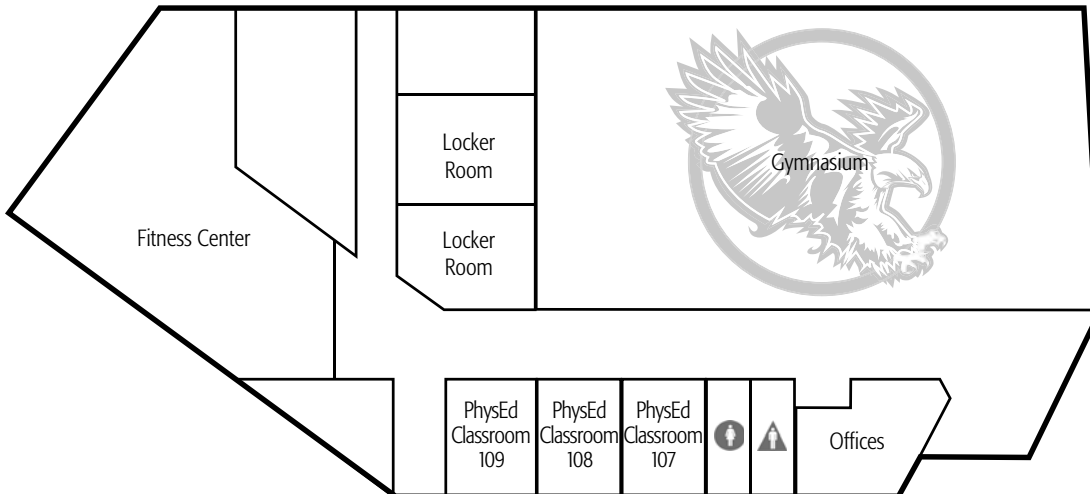 Locker
Room
Gymnasium
Fitness Center
Locker
Room
PhysEd
Classroom
109
PhysEd
Classroom
108
PhysEd
Classroom
107
Offices